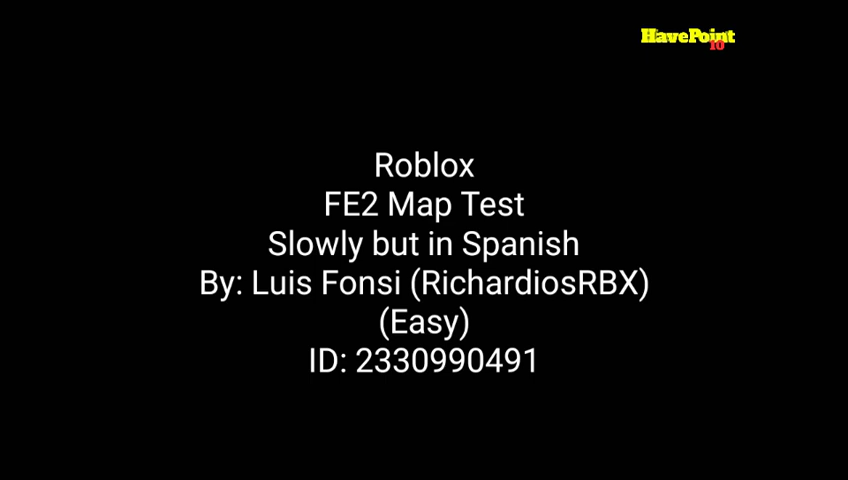 HavePoint
10
Roblox
FE2 Map Test
Slowly but in Spanish
By: Luis Fonsi (RichardiosRBX)
(Easy)
ID: 2330990491